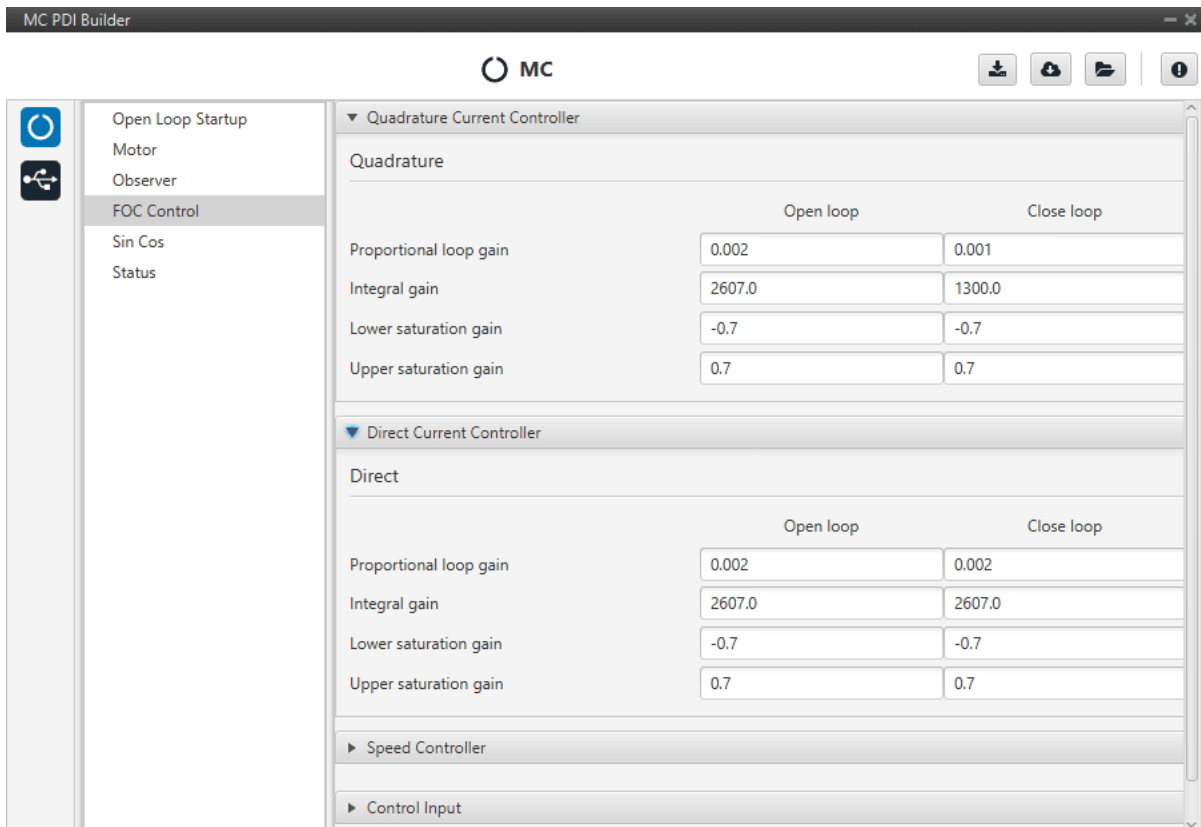 MC PDI Builder
MC
Open Loop Startup
Motor
Observer
FOC Control
Sin Cos
Status
Quadrature Current Controller
Quadrature
Open loop Close loop
Proportional loop gain 0.002 0.001
Integral gain 2607.0 1300.0
Lower saturation gain -0.7 -0.7
Upper saturation gain 0.7 0.7
Direct Current Controller
Direct
Open loop Close loop
Proportional loop gain 0.002 0.002
Integral gain 2607.0 2607.0
Lower saturation gain -0.7 -0.7
Upper saturation gain 0.7 0.7
Speed Controller
Control Input